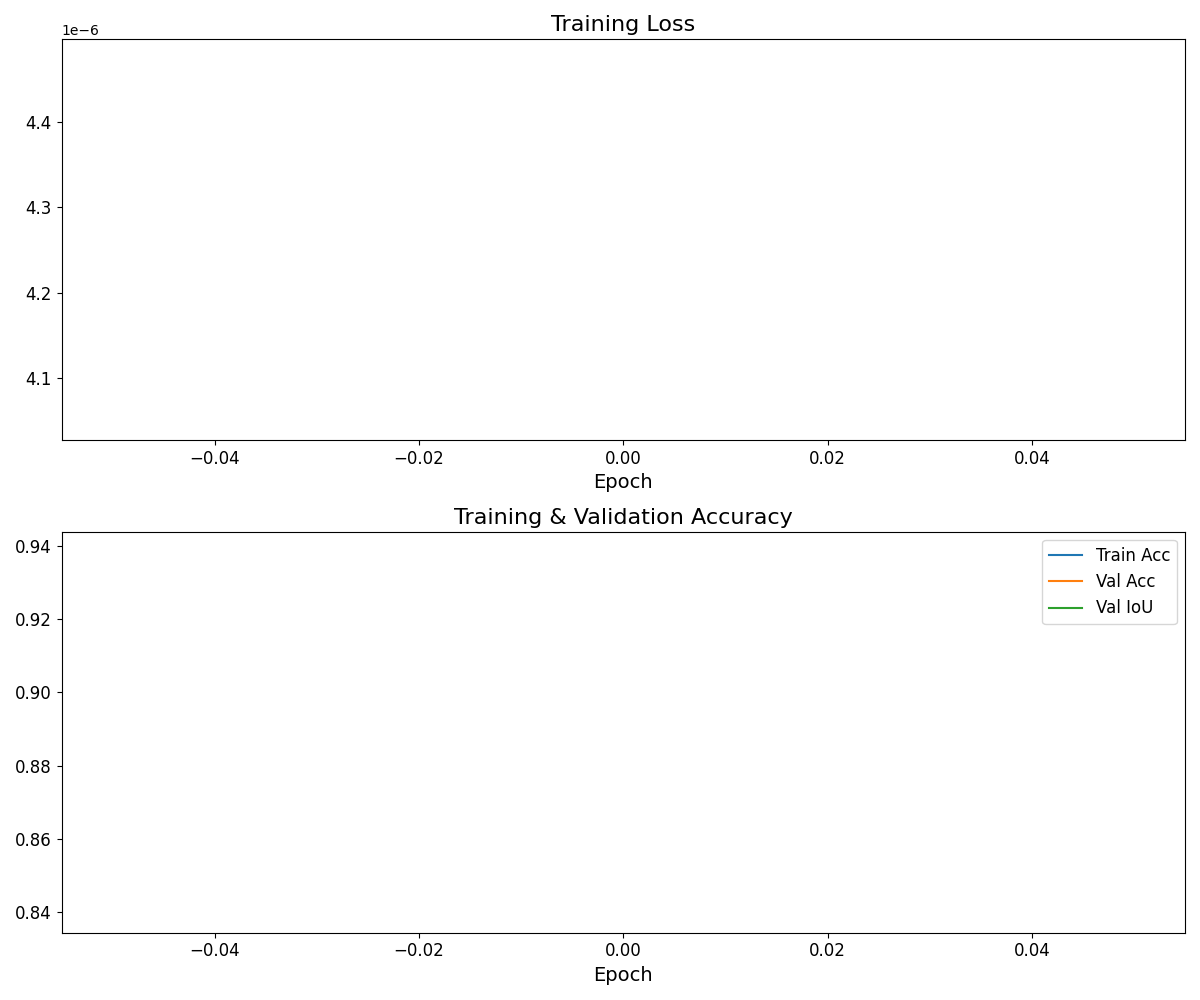 Training Loss
1e−6
4.4
4.3
4.2
4.1
−0.04 −0.02 0.00 0.02 0.04
Epoch
Training & Validation Accuracy
0.94
0.92
0.90
0.88
0.86
0.84
Train Acc
Val Acc
Val IoU
−0.04 −0.02 0.00 0.02 0.04
Epoch